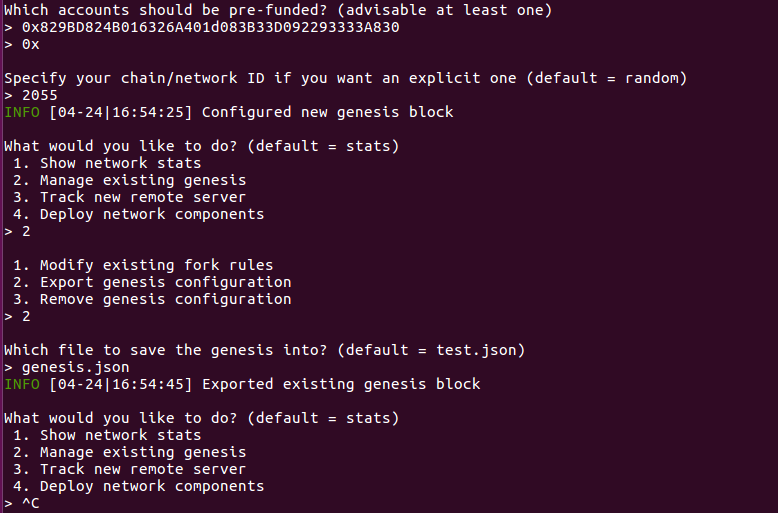 Which accounts should be pre-funded? (advisable at least one)
> 0x829BD824B016326A401d083B33D092293333A830
> 0x
Specify your chain/network ID if you want an explicit one (default = random)
> 2055
INFO [04-24|16:54:25] Configured new genesis block
What would you like to do? (default = stats)
1. Show network stats
2. Manage existing genesis
3. Track new remote server
4. Deploy network components
> 2
1. Modify existing fork rules
2. Export genesis configuration
3. Remove genesis configuration
> 2
Which file to save the genesis into? (default = test.json)
> genesis.json
INFO [04-24|16:54:45] Exported existing genesis block
What would you like to do? (default = stats)
1. Show network stats
2. Manage existing genesis
3. Track new remote server
4. Deploy network components
> ^C